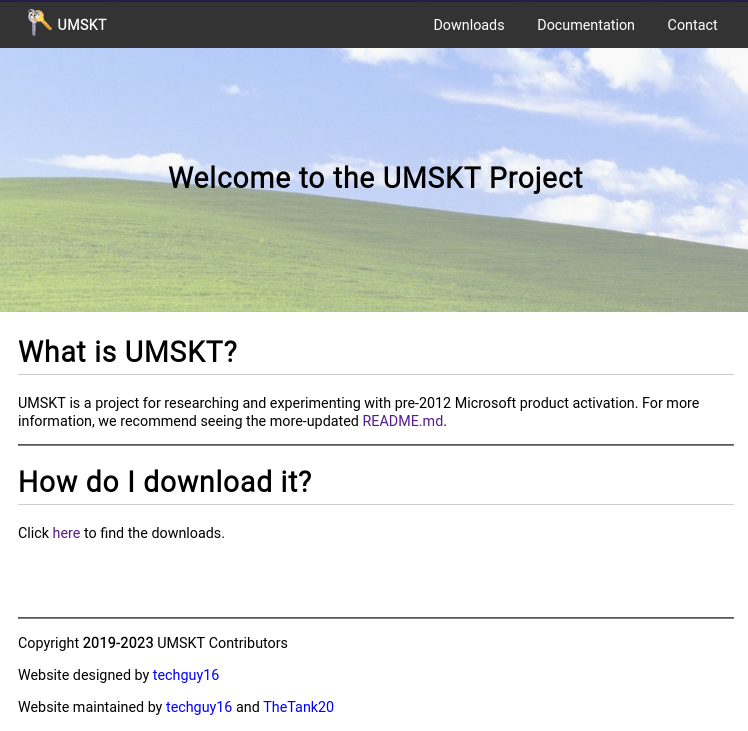 UMSKT
Downloads Documentation Contact
Welcome to the UMSKT Project
What is UMSKT?
UMSKT is a project for researching and experimenting with pre-2012 Microsoft product activation. For more
information, we recommend seeing the more-updated README.md.
How do I download it?
Click here to find the downloads.
Copyright 2019-2023 UMSKT Contributors
Website designed by techguy16
Website maintained by techguy16 and TheTank20